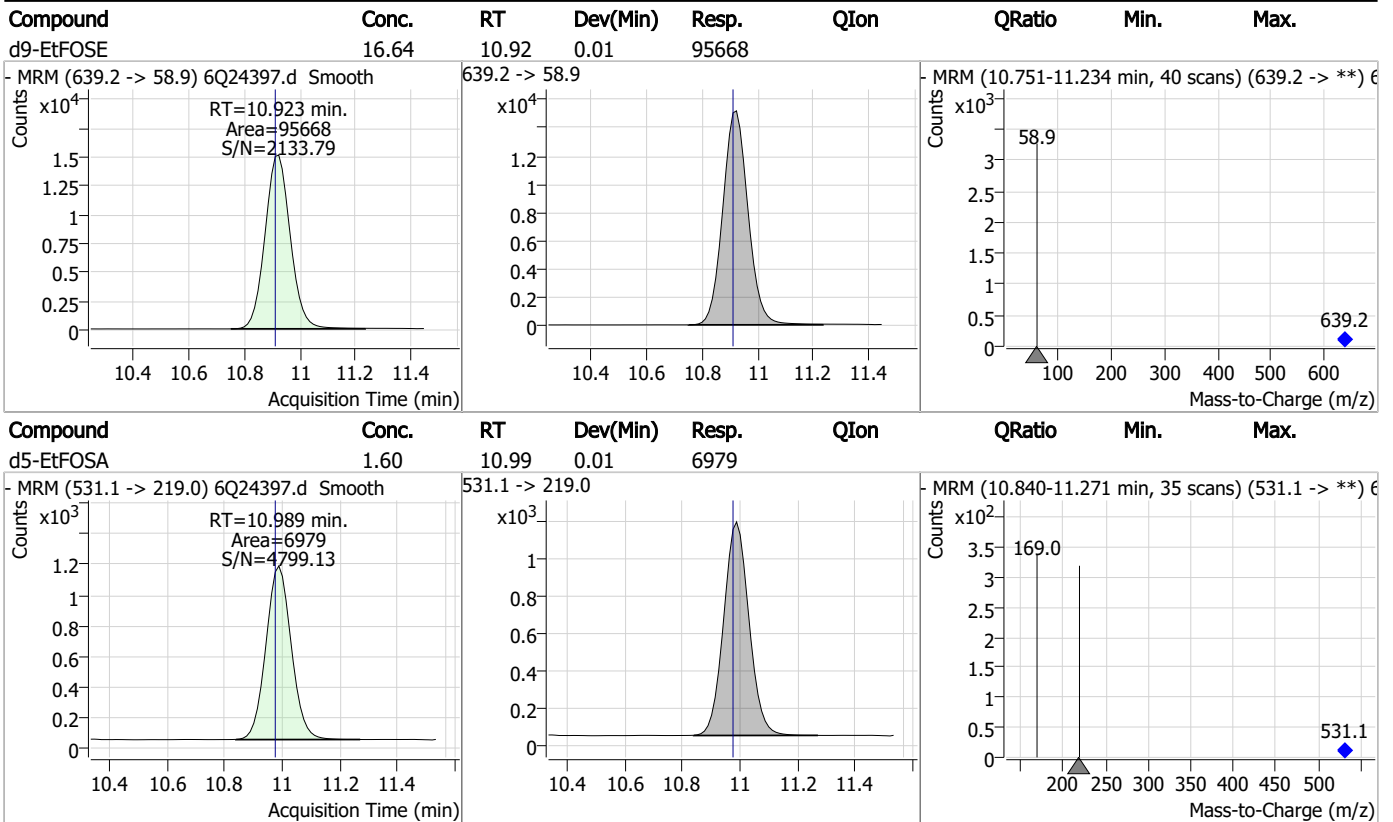 Compound Conc. RT Dev(Min) Resp. QIon QRatio Min. Max.
d9-EtFOSE 16.64 10.92 0.01 95668
- MRM (639.2 -> 58.9) 6Q24397.d Smooth
Counts
x10⁴
RT=10.923 min.
Area=95668
S/N=2133.79
1.5
1.25
1
0.75
0.5
0.25
0
10.4 10.6 10.8 11 11.2 11.4
Acquisition Time (min)
639.2 -> 58.9
x10⁴
1.2
1
0.8
0.6
0.4
0.2
0
10.4 10.6 10.8 11 11.2 11.4
- MRM (10.751-11.234 min, 40 scans) (639.2 -> **) 6
Counts
x10³
58.9
3
2.5
2
1.5
1
0.5
0
639.2
100 200 300 400 500 600
Mass-to-Charge (m/z)
Compound Conc. RT Dev(Min) Resp. QIon QRatio Min. Max.
d5-EtFOSA 1.60 10.99 0.01 6979
- MRM (531.1 -> 219.0) 6Q24397.d Smooth
Counts
x10³
RT=10.989 min.
Area=6979
S/N=4799.13
1.2
1
0.8
0.6
0.4
0.2
0
10.4 10.6 10.8 11 11.2 11.4
Acquisition Time (min)
531.1 -> 219.0
x10³
1
0.8
0.6
0.4
0.2
0
10.4 10.6 10.8 11 11.2 11.4
- MRM (10.840-11.271 min, 35 scans) (531.1 -> **) 6
Counts
x10²
3.5
169.0
3
2.5
2
1.5
1
0.5
0
531.1
200 250 300 350 400 450 500
Mass-to-Charge (m/z)